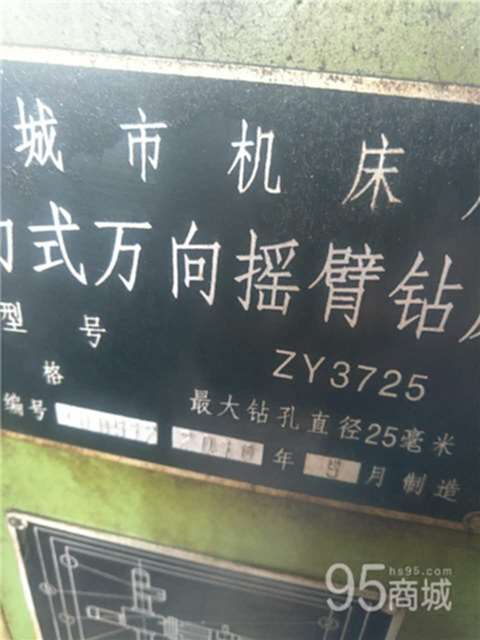 城市机床
式万向摇臂钻
型号 ZY3725
格 最大钻孔直径25毫米
编号 年 月制造
95商城
hs95.com